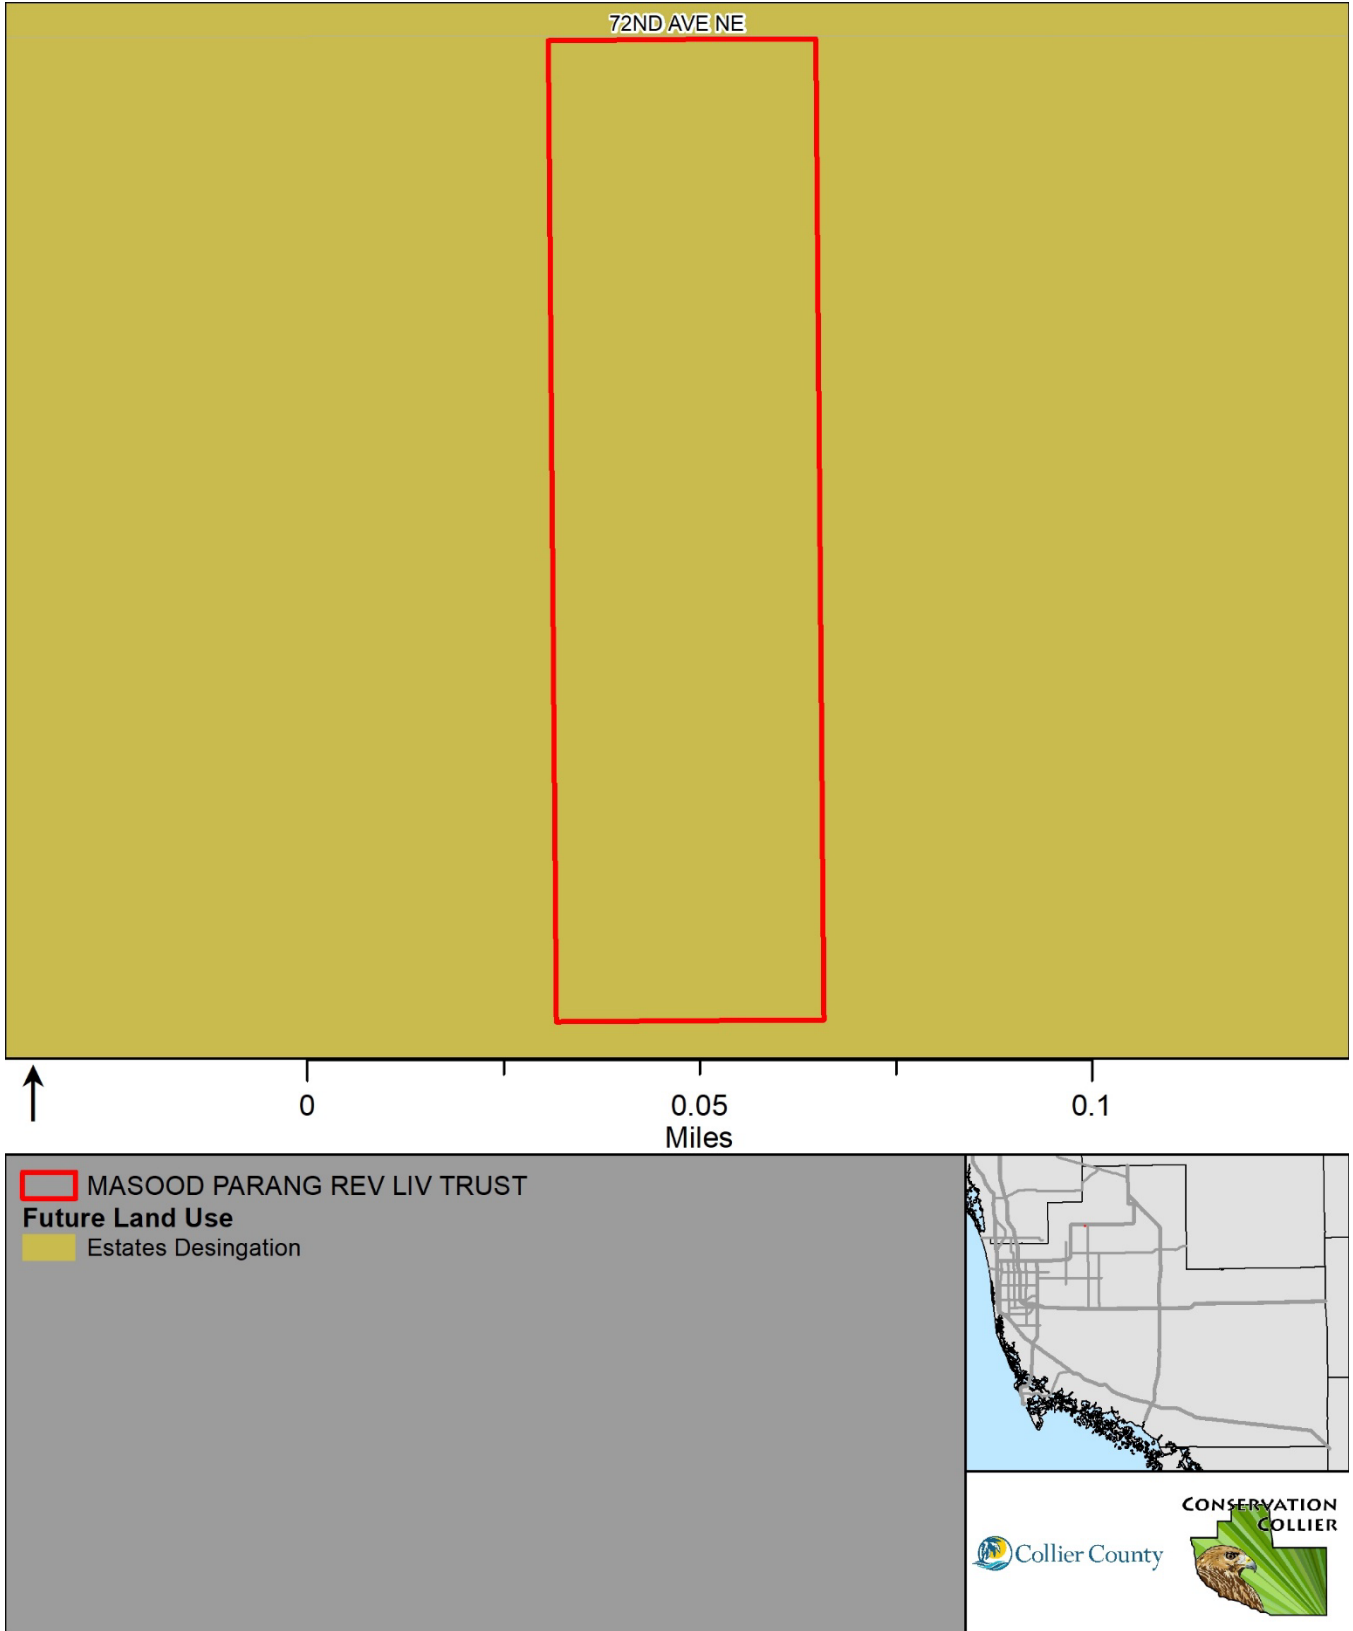 72ND AVE NE
0 0.05 0.1
Miles
MASOOD PARANG REV LIV TRUST
Future Land Use
Estates Desingation
CONSERVATION
COLLIER
Collier County